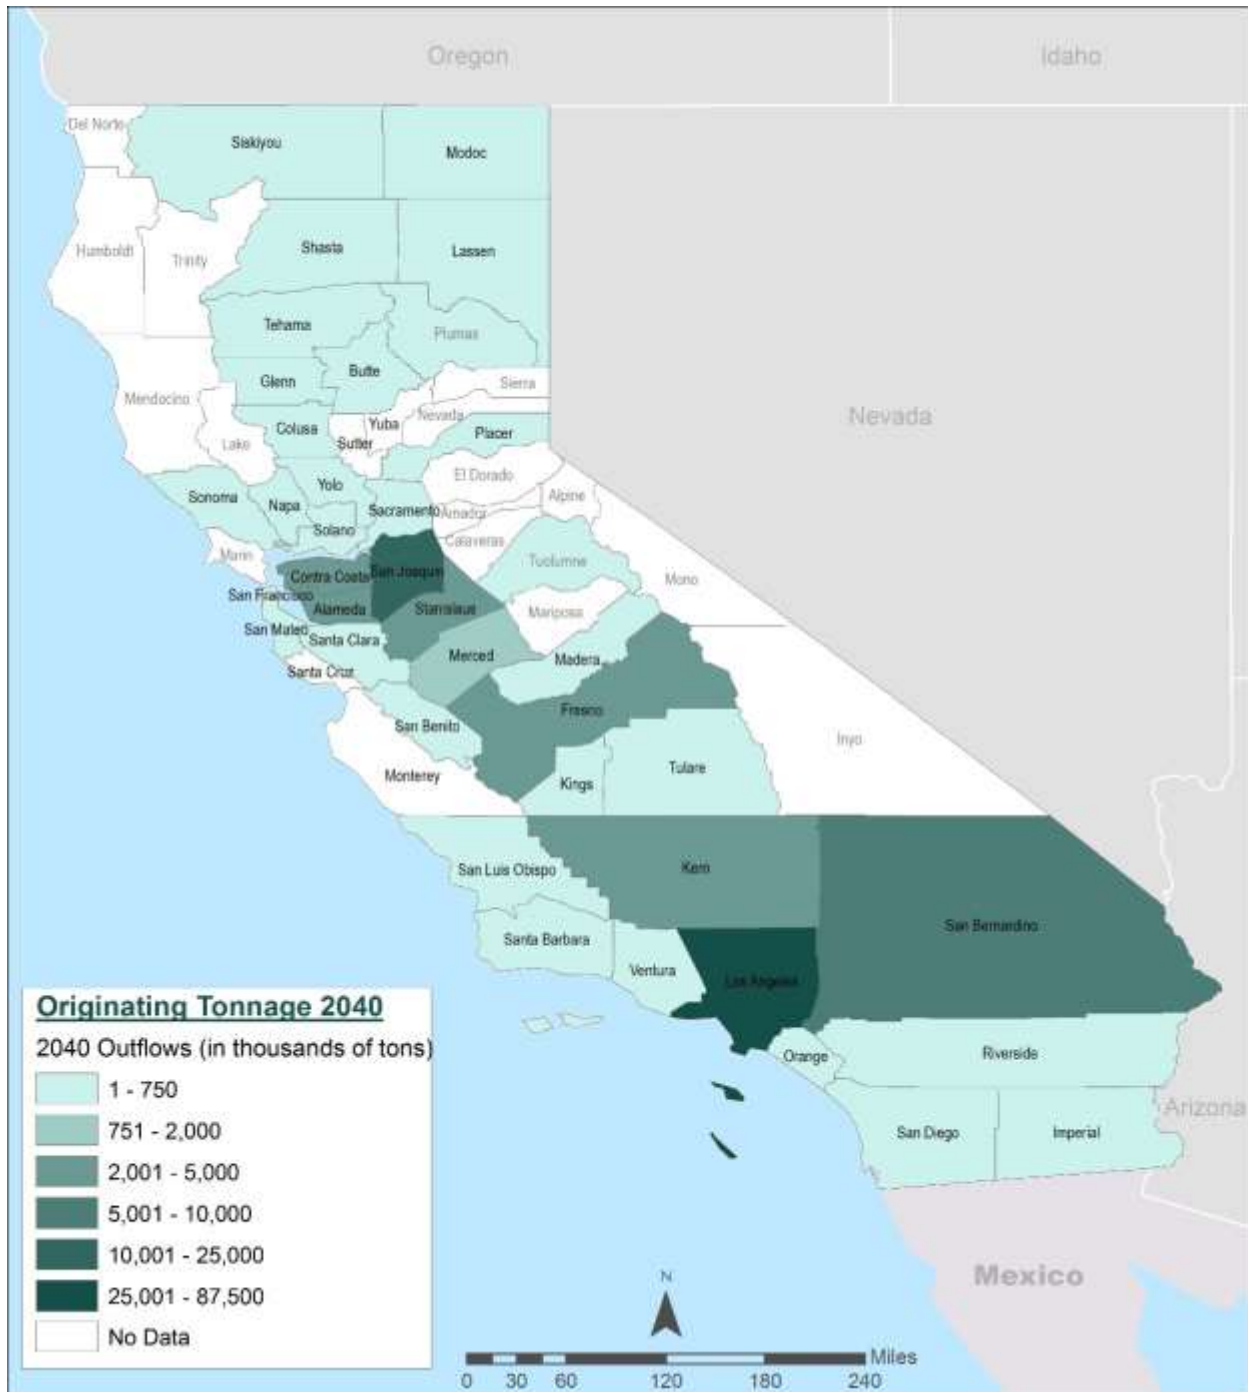 Oregon
Idaho
Del Norte
Siskiyou
Modoc
Humboldt
Trinity
Shasta
Lassen
Tehama
Plumas
Glenn
Butte
Sierra
Mendocino
Nevada
Nevada
Lake
Colusa
Sutter
Yuba
Placer
El Dorado
Sonoma
Napa
Yolo
Sacramento
Amador
Alpine
Solano
Calaveras
Marin
Tuolumne
Mono
Contra Costa
San Joaquin
San Francisco
Alameda
Stanislaus
Mariposa
San Mateo
Santa Clara
Merced
Madera
Santa Cruz
Fresno
San Benito
Inyo
Monterey
Kings
Tulare
San Luis Obispo
Kern
San Bernardino
Santa Barbara
Ventura
Los Angeles
Orange
Riverside
San Diego
Imperial
Arizona
Mexico
Originating Tonnage 2040
2040 Outflows (in thousands of tons)
1 - 750
751 - 2,000
2,001 - 5,000
5,001 - 10,000
10,001 - 25,000
25,001 - 87,500
No Data
N
Miles
0 30 60 120 180 240